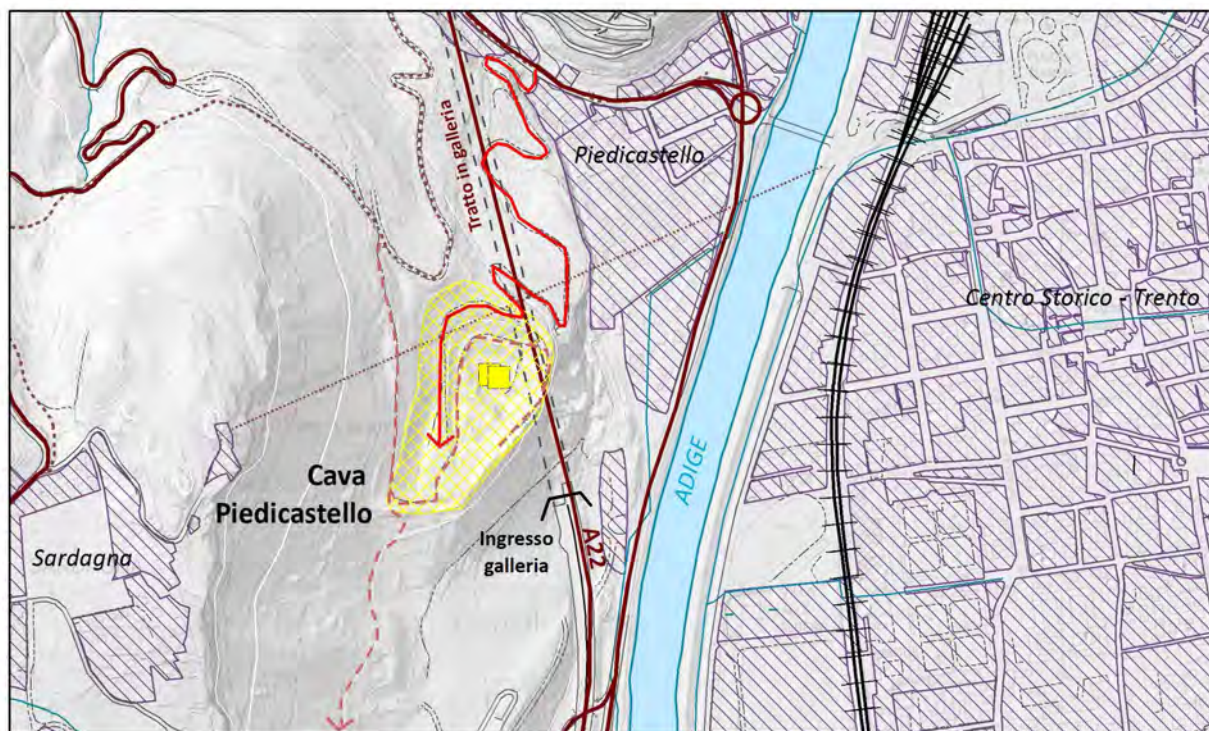 Tratto in galleria
Piedicastello
Centro Storico - Trento
ADIGE
Cava
Piedicastello
Ingresso
galleria
A22
Sardagna